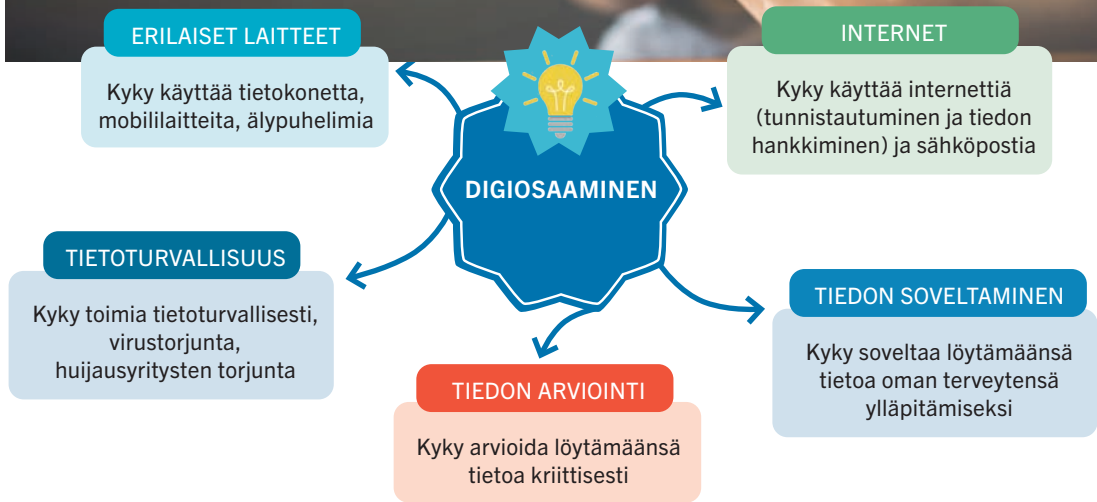 ERILAISET LAITTEET
Kyky käyttää tietokonetta,
mobililaitteita, älypuhelimia
INTERNET
Kyky käyttää internettiä
(tunnistautuminen ja tiedon
hankkiminen) ja sähköpostia
DIGIOSAAMINEN
TIETOTURVALLISUUS
Kyky toimia tietoturvallisesti,
virustorjunta,
huijausyritysten torjunta
TIEDON ARVIOINTI
Kyky arvioida löytämäänsä
tietoa kriittisesti
TIEDON SOVELTAMINEN
Kyky soveltaa löytämäänsä
tietoa oman terveytensä
ylläpitämiseksi